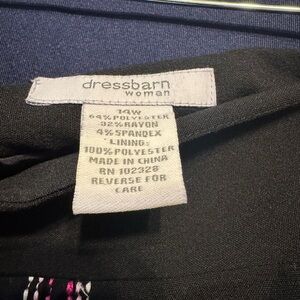 dressbarn
woman
14W
64% POLYESTER
32% RAYON
4% SPANDEX
LINING:
100% POLYESTER
MADE IN CHINA
RN 102328
REVERSE FOR
CARE